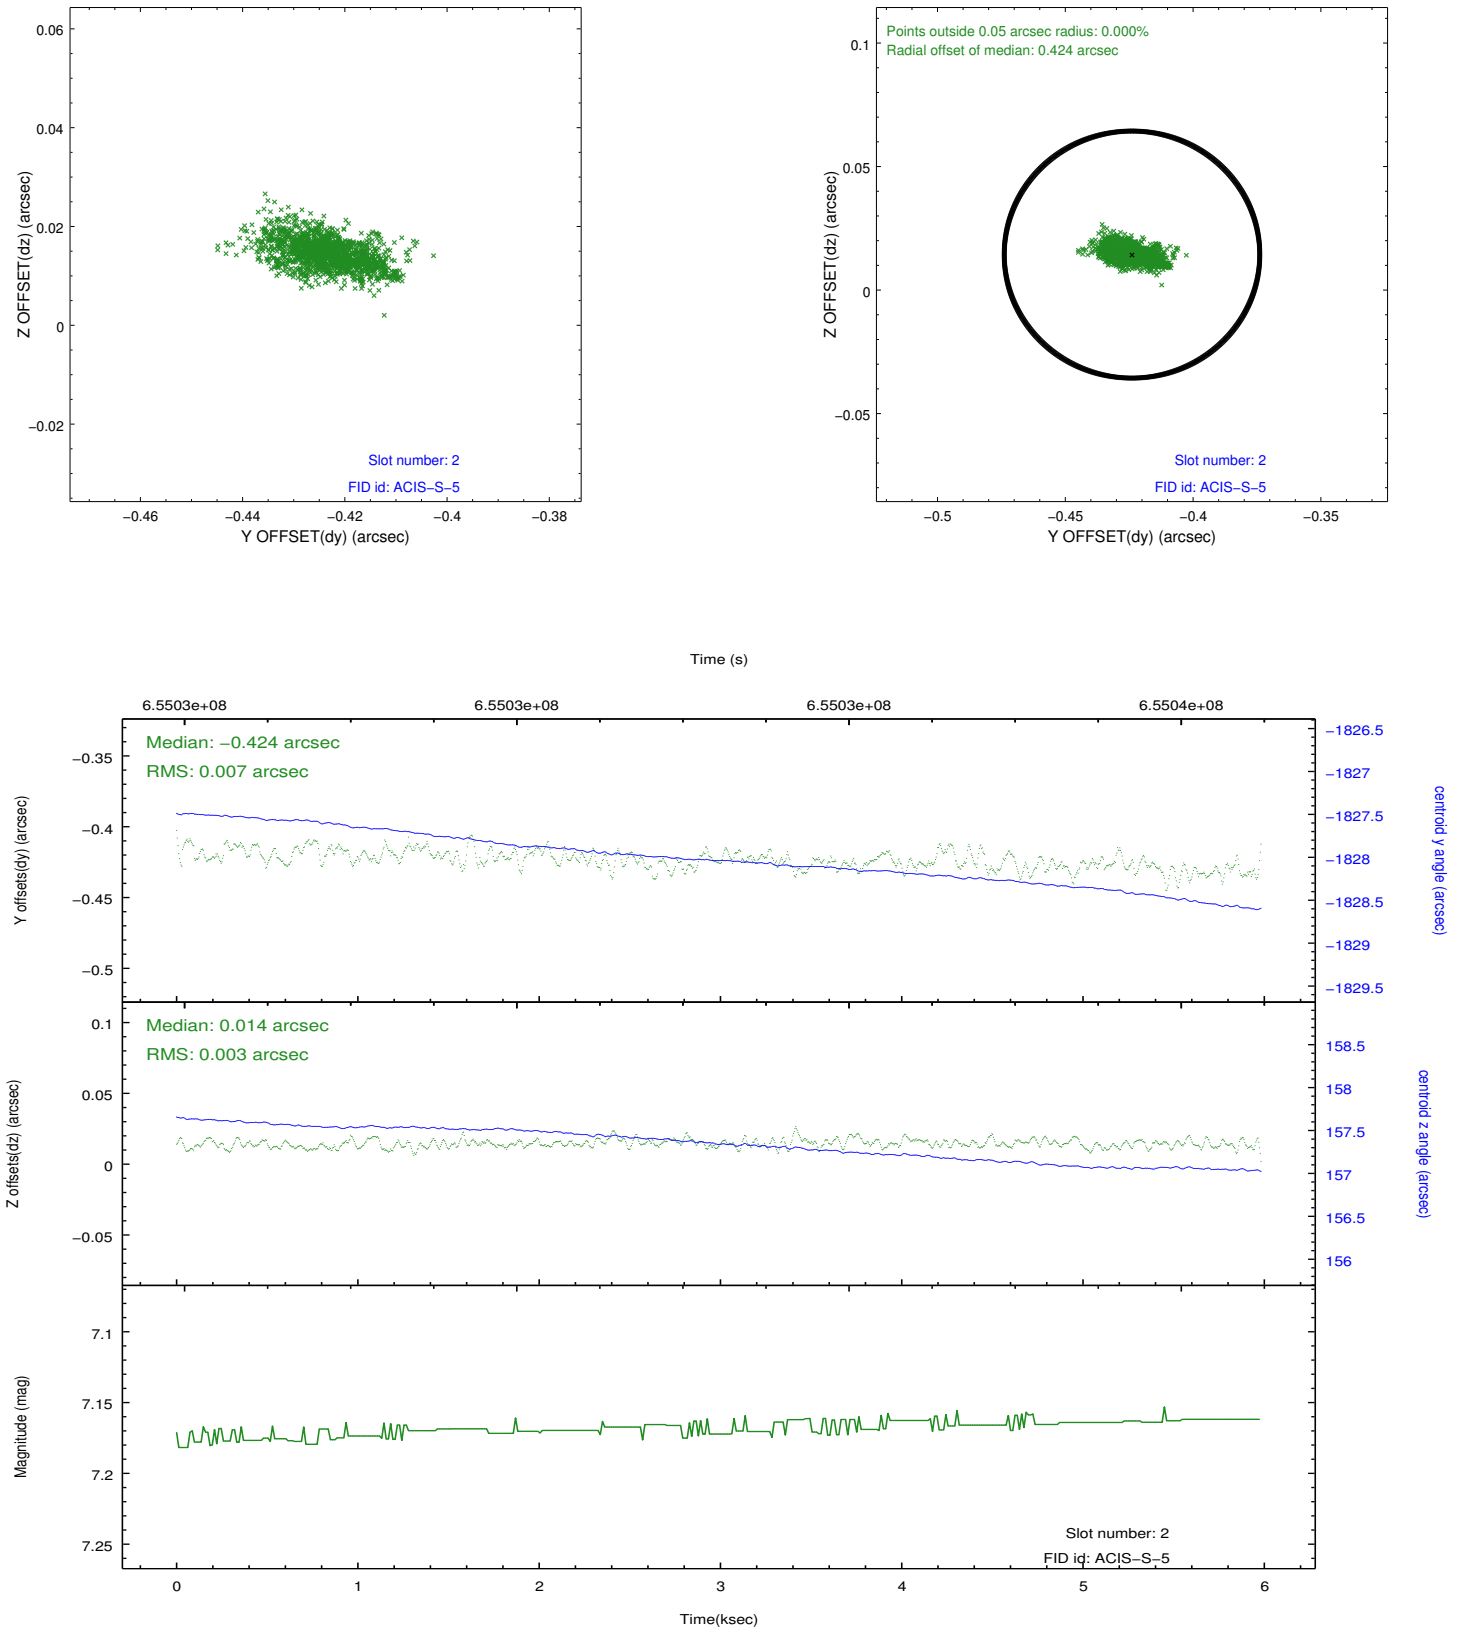 0.06
0.04
0.02
0
−0.02
Z OFFSET(dz) (arcsec)
Slot number: 2
FID id: ACIS−S−5
−0.46
−0.44
−0.42
−0.4
−0.38
Y OFFSET(dy) (arcsec)
Points outside 0.05 arcsec radius: 0.000%
Radial offset of median: 0.424 arcsec
0.1
0.05
0
−0.05
Z OFFSET(dz) (arcsec)
Slot number: 2
FID id: ACIS−S−5
−0.5
−0.45
−0.4
−0.35
Y OFFSET(dy) (arcsec)
Time (s)
6.5503e+08
6.5503e+08
6.5503e+08
6.5504e+08
Median: −0.424 arcsec
RMS: 0.007 arcsec
−0.35
−0.4
−0.45
−0.5
Y offsets(dy) (arcsec)
−1826.5
−1827
−1827.5
−1828
−1828.5
−1829
−1829.5
centroid y angle (arcsec)
Median: 0.014 arcsec
RMS: 0.003 arcsec
0.1
0.05
0
−0.05
Z offsets(dz) (arcsec)
158.5
158
157.5
157
156.5
156
centroid z angle (arcsec)
7.1
7.15
7.2
7.25
Magnitude (mag)
Slot number: 2
FID id: ACIS−S−5
0
1
2
3
4
5
6
Time(ksec)